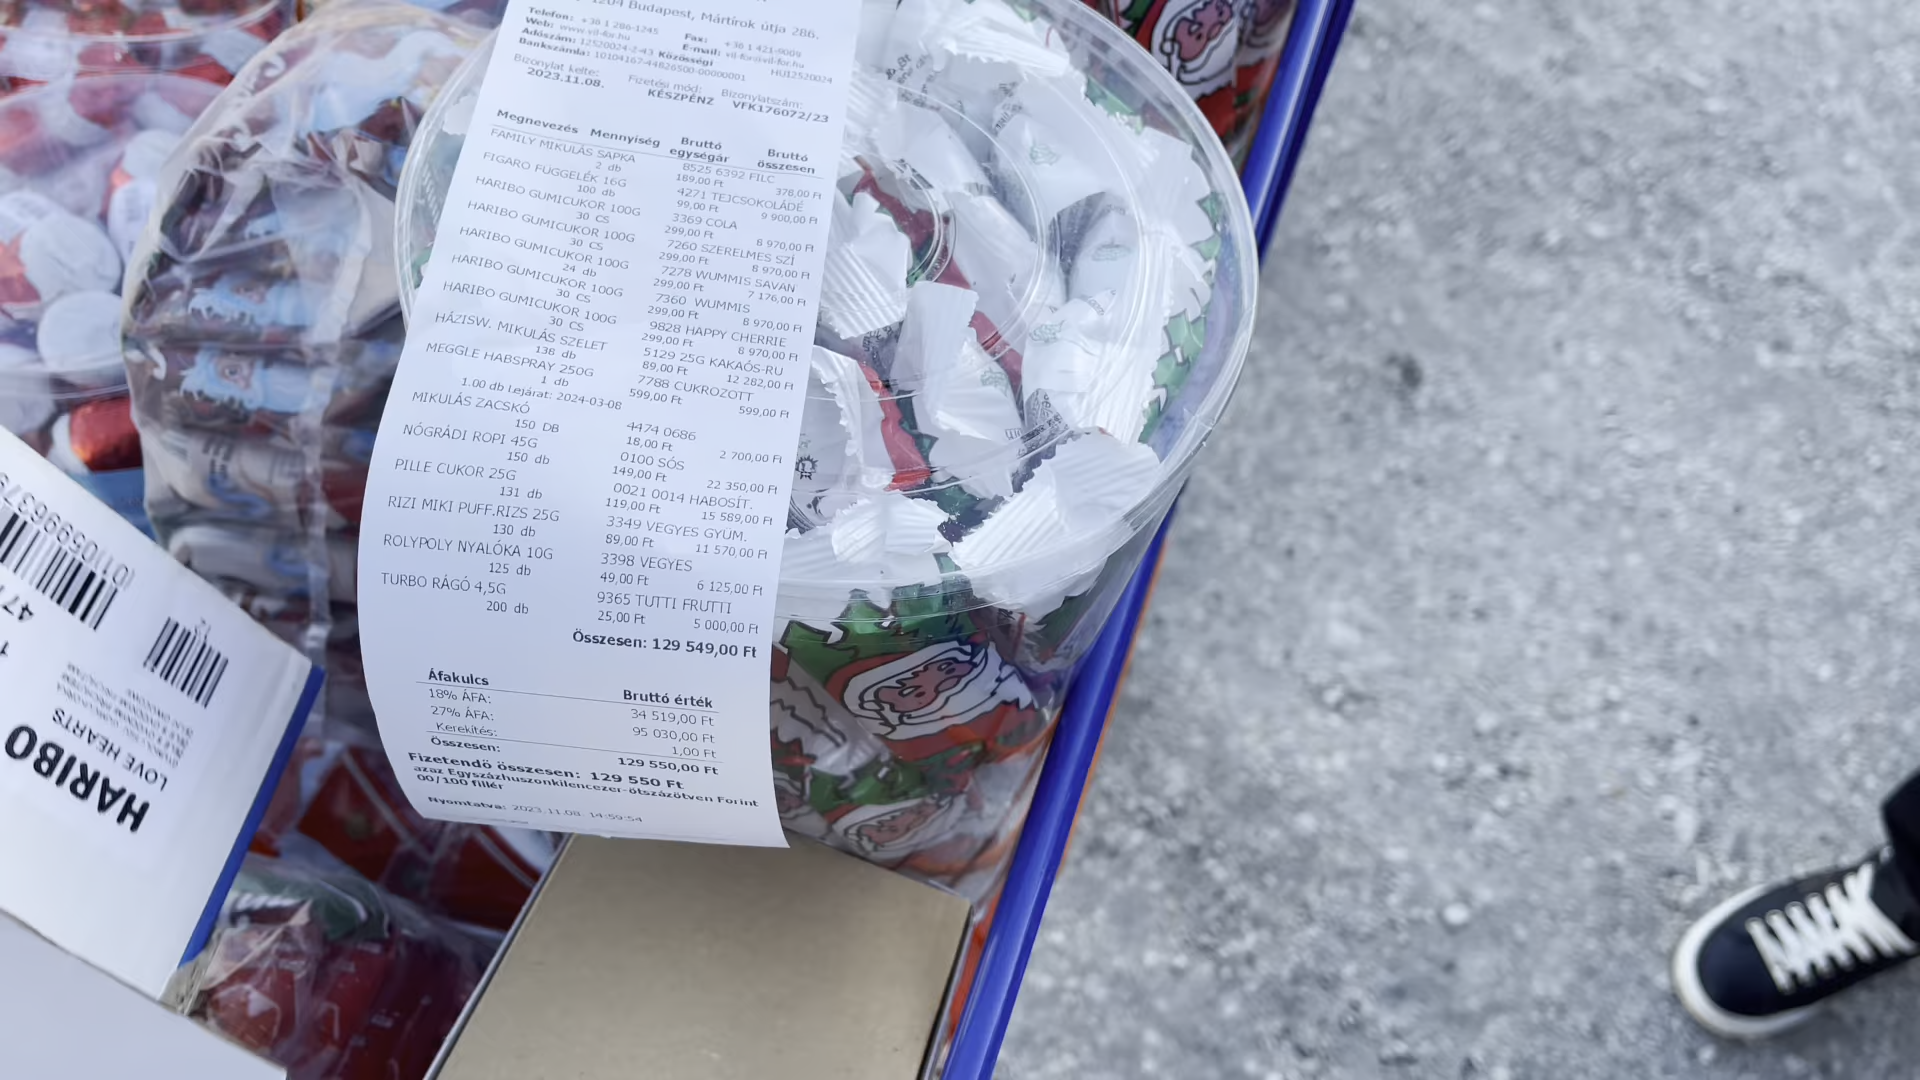 1204 Budapest, Mártírok útja 286.
Telefon: +36 1 286-1245 Fax: +36 1 421-0009
Web: www.vil-for.hu E-mail: vil-for@vil-for.hu
Adószám: 12520024-2-43 Közösségi HU12520024
Bankszámla: 10104167-44826500-00000001
Bizonylat kelte: Fizetési mód: Bizonylatszám:
2023.11.08. KÉSZPÉNZ VFK176072/23
Megnevezés Mennyiség Bruttó egységár Bruttó összesen
FAMILY MIKULÁS SAPKA 8525 6392 FILC
2 db 189,00 Ft 378,00 Ft
FIGARO FÜGGELÉK 16G 4271 TEJCSOKOLÁDÉ
100 db 99,00 Ft 9 900,00 Ft
HARIBO GUMICUKOR 100G 3369 COLA
30 CS 299,00 Ft 8 970,00 Ft
HARIBO GUMICUKOR 100G 7260 SZERELMES SZÍ
30 CS 299,00 Ft 8 970,00 Ft
HARIBO GUMICUKOR 100G 7278 WUMMIS SAVAN
24 db 299,00 Ft 7 176,00 Ft
HARIBO GUMICUKOR 100G 7360 WUMMIS
30 CS 299,00 Ft 8 970,00 Ft
HARIBO GUMICUKOR 100G 9828 HAPPY CHERRIE
30 CS 299,00 Ft 8 970,00 Ft
HÁZISW. MIKULÁS SZELET 5129 25G KAKAÓS-RU
138 db 89,00 Ft 12 282,00 Ft
MEGGLE HABSPRAY 250G 7788 CUKROZOTT
1 db 599,00 Ft 599,00 Ft
1.00 db Lejárat: 2024-03-08
MIKULÁS ZACSKÓ 4474 0686
150 DB 18,00 Ft 2 700,00 Ft
NÓGRÁDI ROPI 45G 0100 SÓS
150 db 149,00 Ft 22 350,00 Ft
PILLE CUKOR 25G 0021 0014 HABOSÍT.
131 db 119,00 Ft 15 589,00 Ft
RIZI MIKI PUFF.RIZS 25G 3349 VEGYES GYÜM.
130 db 89,00 Ft 11 570,00 Ft
ROLYPOLY NYALÓKA 10G 3398 VEGYES
125 db 49,00 Ft 6 125,00 Ft
TURBO RÁGÓ 4,5G 9365 TUTTI FRUTTI
200 db 25,00 Ft 5 000,00 Ft
Összesen: 129 549,00 Ft
Áfakulcs Bruttó érték
18% ÁFA: 34 519,00 Ft
27% ÁFA: 95 030,00 Ft
Kerekítés: 1,00 Ft
Összesen: 129 550,00 Ft
Fizetendő összesen: 129 550 Ft
azaz Egyszázhuszonkilencezer-ötszázötven Forint
00/100 fillér
Nyomtatva: 2023.11.08. 14:59:54
HARIBO
LOVE HEARTS